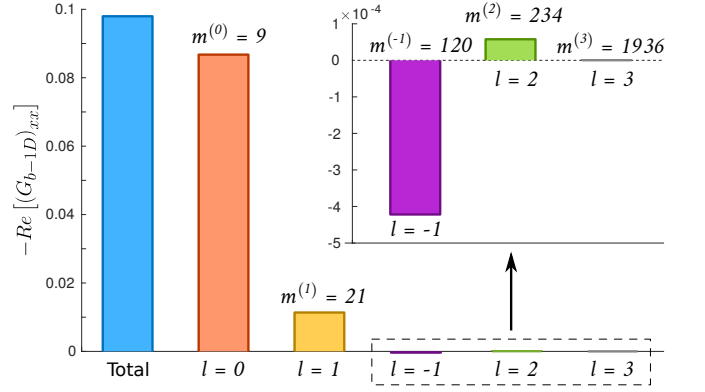 −Re [(G_{b−1D})_{xx}]
0.1
0.08
0.06
0.04
0.02
0
m^{(0)} = 9
m^{(1)} = 21
Total
l = 0
l = 1
l = -1
l = 2
l = 3
×10^{-4}
1
0
-1
-2
-3
-4
-5
m^{(-1)} = 120
m^{(2)} = 234
m^{(3)} = 1936
l = -1
l = 2
l = 3